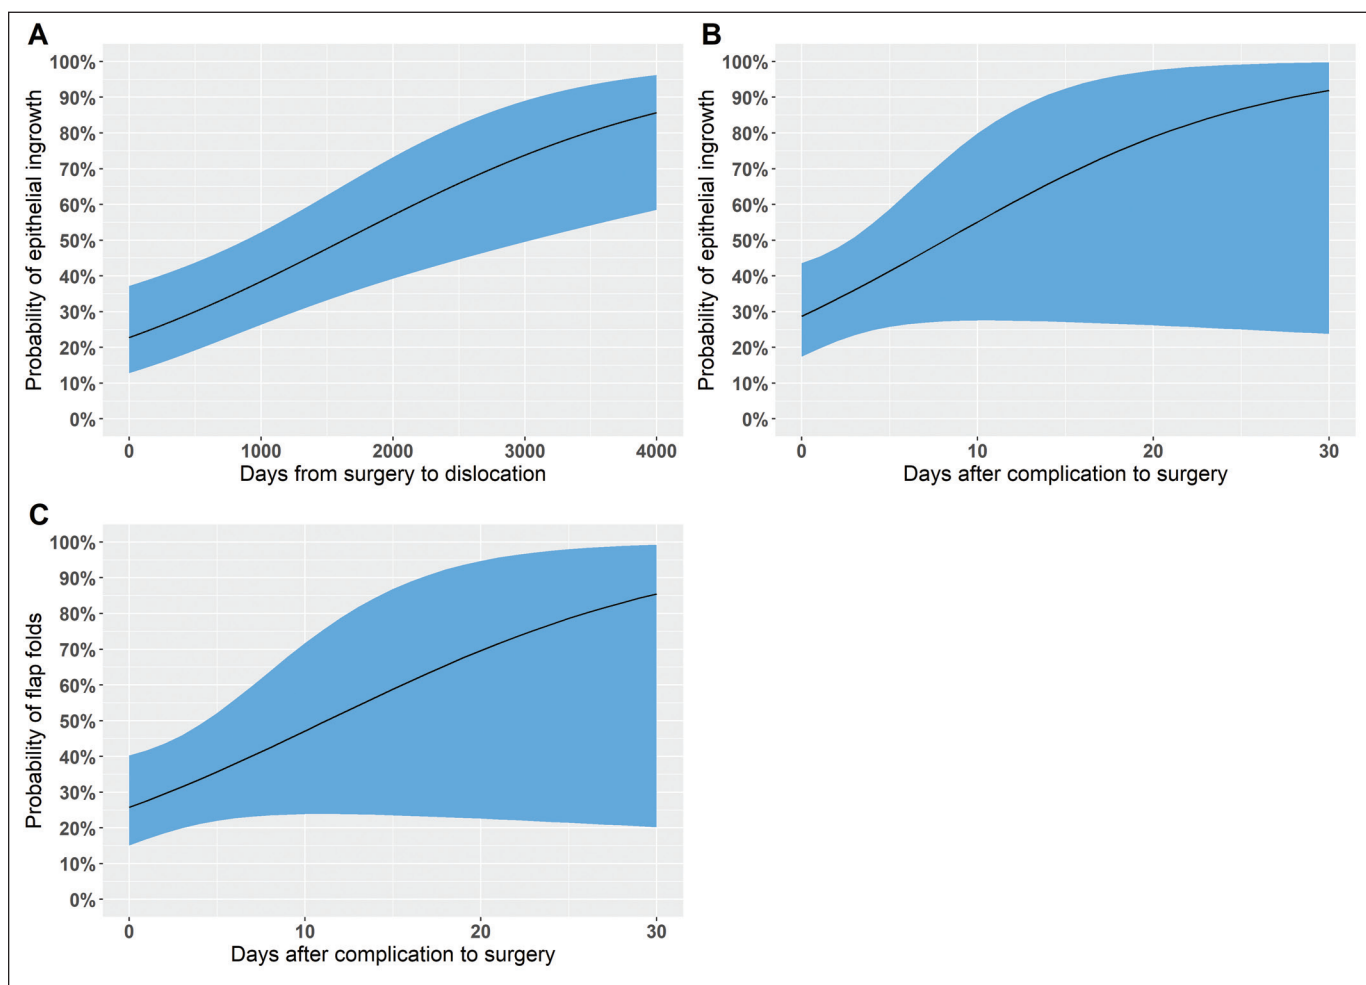 A
Probability of epithelial ingrowth
100%
90%
80%
70%
60%
50%
40%
30%
20%
10%
0%
0 1000 2000 3000 4000
Days from surgery to dislocation
B
Probability of epithelial ingrowth
100%
90%
80%
70%
60%
50%
40%
30%
20%
10%
0%
0 10 20 30
Days after complication to surgery
C
Probability of flap folds
100%
90%
80%
70%
60%
50%
40%
30%
20%
10%
0%
0 10 20 30
Days after complication to surgery